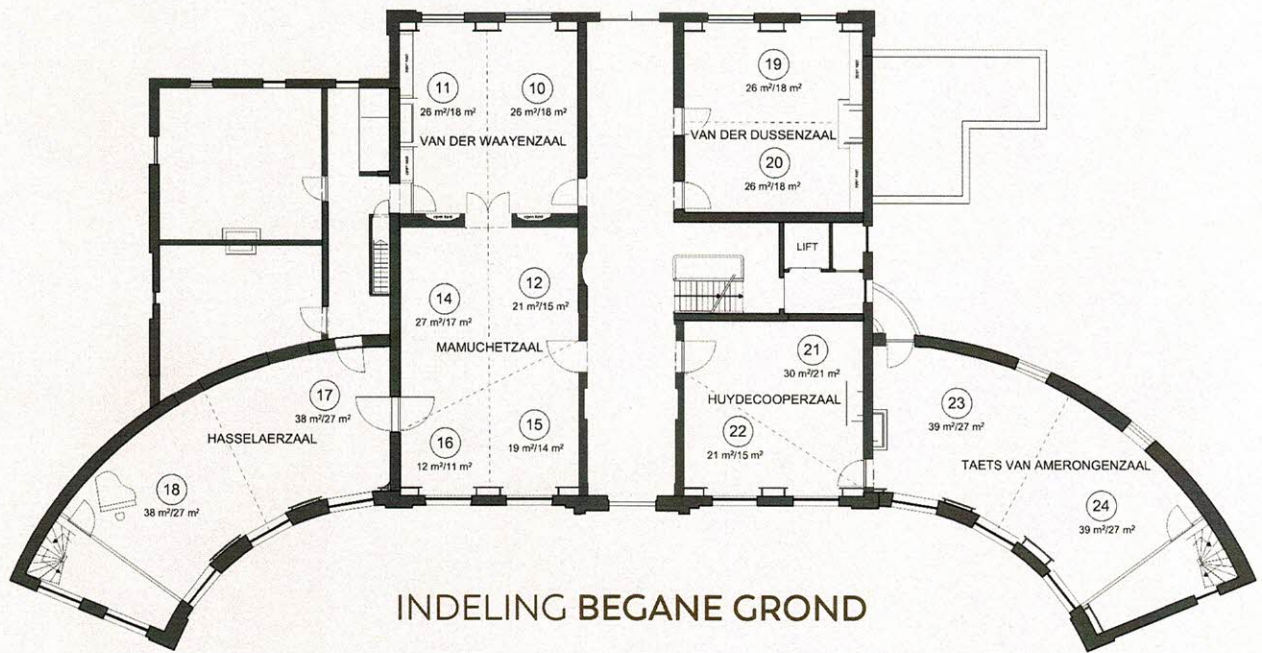 11
26 m²/18 m²
10
26 m²/18 m²
VAN DER WAAYENZAAL
19
26 m²/18 m²
VAN DER DUSSENZAAL
20
26 m²/18 m²
LIFT
14
27 m²/17 m²
12
21 m²/15 m²
MAMUCHETZAAL
16
12 m²/11 m²
15
19 m²/14 m²
17
38 m²/27 m²
HASSELAERZAAL
18
38 m²/27 m²
21
30 m²/21 m²
HUYDECOOPERZAAL
22
21 m²/15 m²
23
39 m²/27 m²
TAETS VAN AMERONGENZAAL
24
39 m²/27 m²
INDELING BEGANE GROND